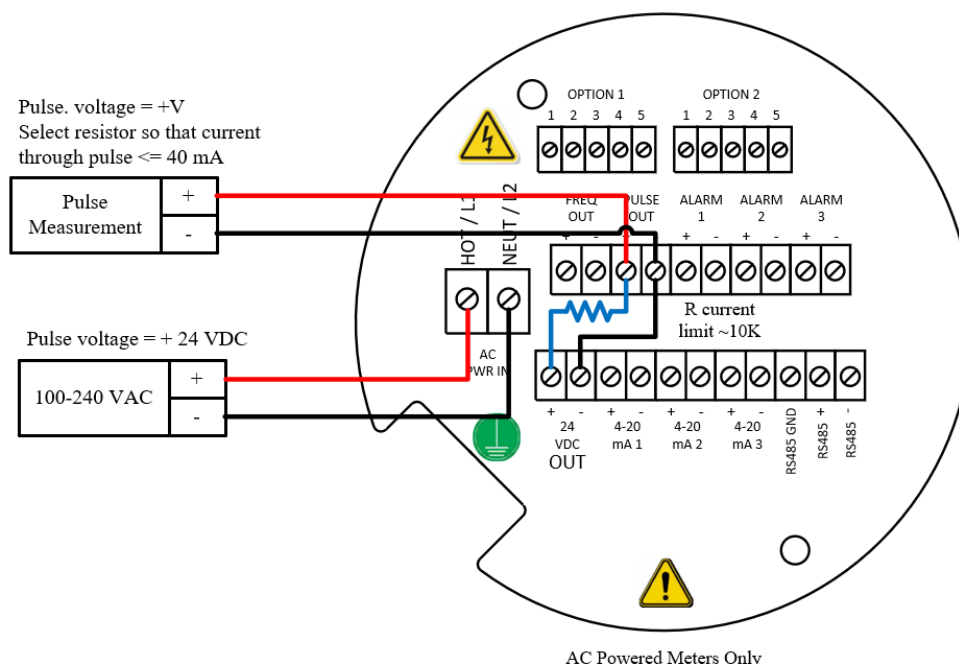 Pulse. voltage = +V
Select resistor so that current
through pulse <= 40 mA
Pulse
Measurement
+
-
Pulse voltage = + 24 VDC
100-240 VAC
+
-
OPTION 1
1 2 3 4 5
OPTION 2
1 2 3 4 5
HOT / L1
NEUT / L2
AC
PWR IN
FREQ
OUT
+ -
PULSE
OUT
ALARM
1
+ -
ALARM
2
+ -
ALARM
3
+ -
R current
limit ~10K
+ -
24
VDC
OUT
+ -
4-20
mA 1
+ -
4-20
mA 2
+ -
4-20
mA 3
RS485 GND
RS485 +
RS485 -
AC Powered Meters Only